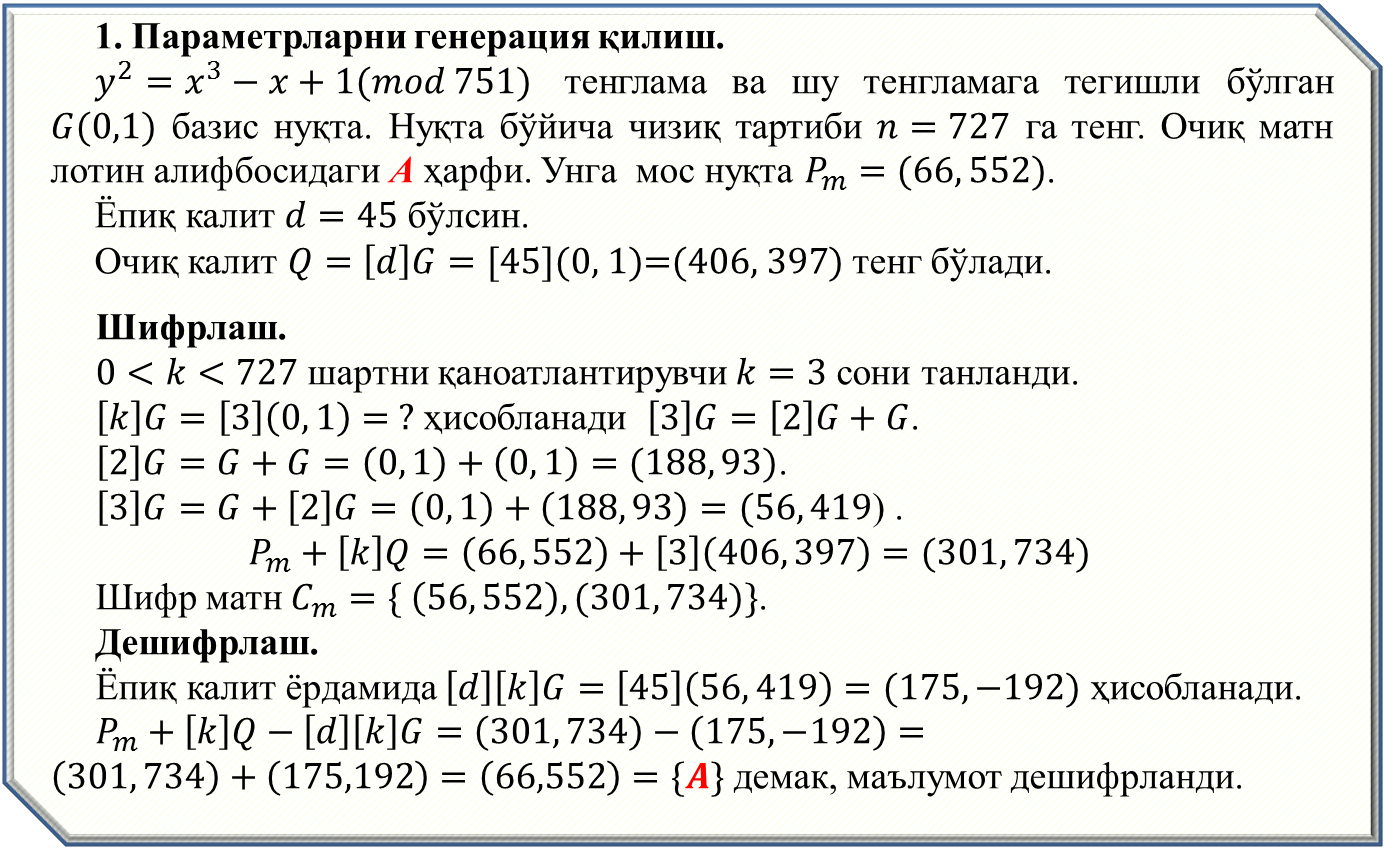 1. Параметрларни генерация қилиш.
y² = x³ − x + 1(mod 751) тенглама ва шу тенгламага тегишли бўлган
G(0,1) базис нуқта. Нуқта бўйича чизиқ тартиби n = 727 га тенг. Очиқ матн
лотин алифбосидаги A ҳарфи. Унга мос нуқта Pₘ = (66, 552).
Ёпиқ калит d = 45 бўлсин.
Очиқ калит Q = [d]G = [45](0, 1)=(406, 397) тенг бўлади.
Шифрлаш.
0 < k < 727 шартни қаноатлантирувчи k = 3 сони танланди.
[k]G = [3](0, 1) = ? ҳисобланади [3]G = [2]G + G.
[2]G = G + G = (0, 1) + (0, 1) = (188, 93).
[3]G = G + [2]G = (0, 1) + (188, 93) = (56, 419) .
Pₘ + [k]Q = (66, 552) + [3](406, 397) = (301, 734)
Шифр матн Cₘ = { (56, 552), (301, 734)}.
Дешифрлаш.
Ёпиқ калит ёрдамида [d][k]G = [45](56, 419) = (175, −192) ҳисобланади.
Pₘ + [k]Q − [d][k]G = (301, 734) − (175, −192) =
(301, 734) + (175,192) = (66,552) = {A} демак, маълумот дешифрланди.